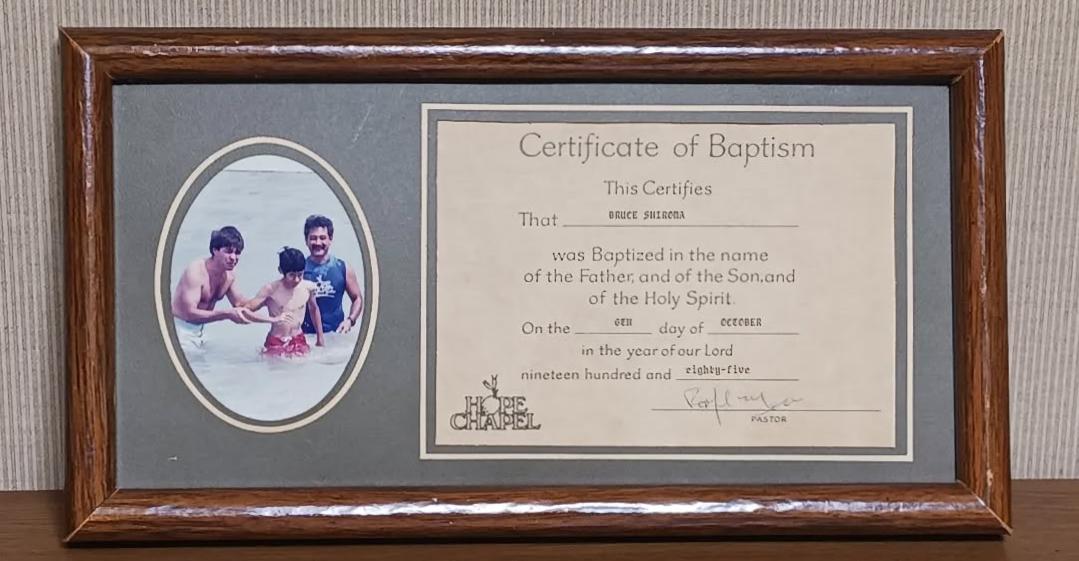 Certificate of Baptism
This Certifies
That BRUCE SHIROMA
was Baptized in the name
of the Father, and of the Son, and
of the Holy Spirit.
On the 6TH day of OCTOBER
in the year of our Lord
nineteen hundred and eighty-five
PASTOR
HOPE
CHAPEL